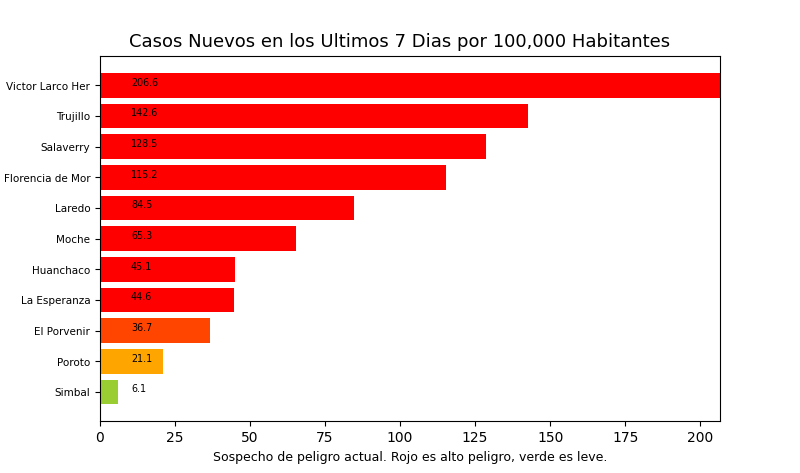 Casos Nuevos en los Ultimos 7 Dias por 100,000 Habitantes
Victor Larco Her 206.6
Trujillo 142.6
Salaverry 128.5
Florencia de Mor 115.2
Laredo 84.5
Moche 65.3
Huanchaco 45.1
La Esperanza 44.6
El Porvenir 36.7
Poroto 21.1
Simbal 6.1
0 25 50 75 100 125 150 175 200
Sospecho de peligro actual. Rojo es alto peligro, verde es leve.